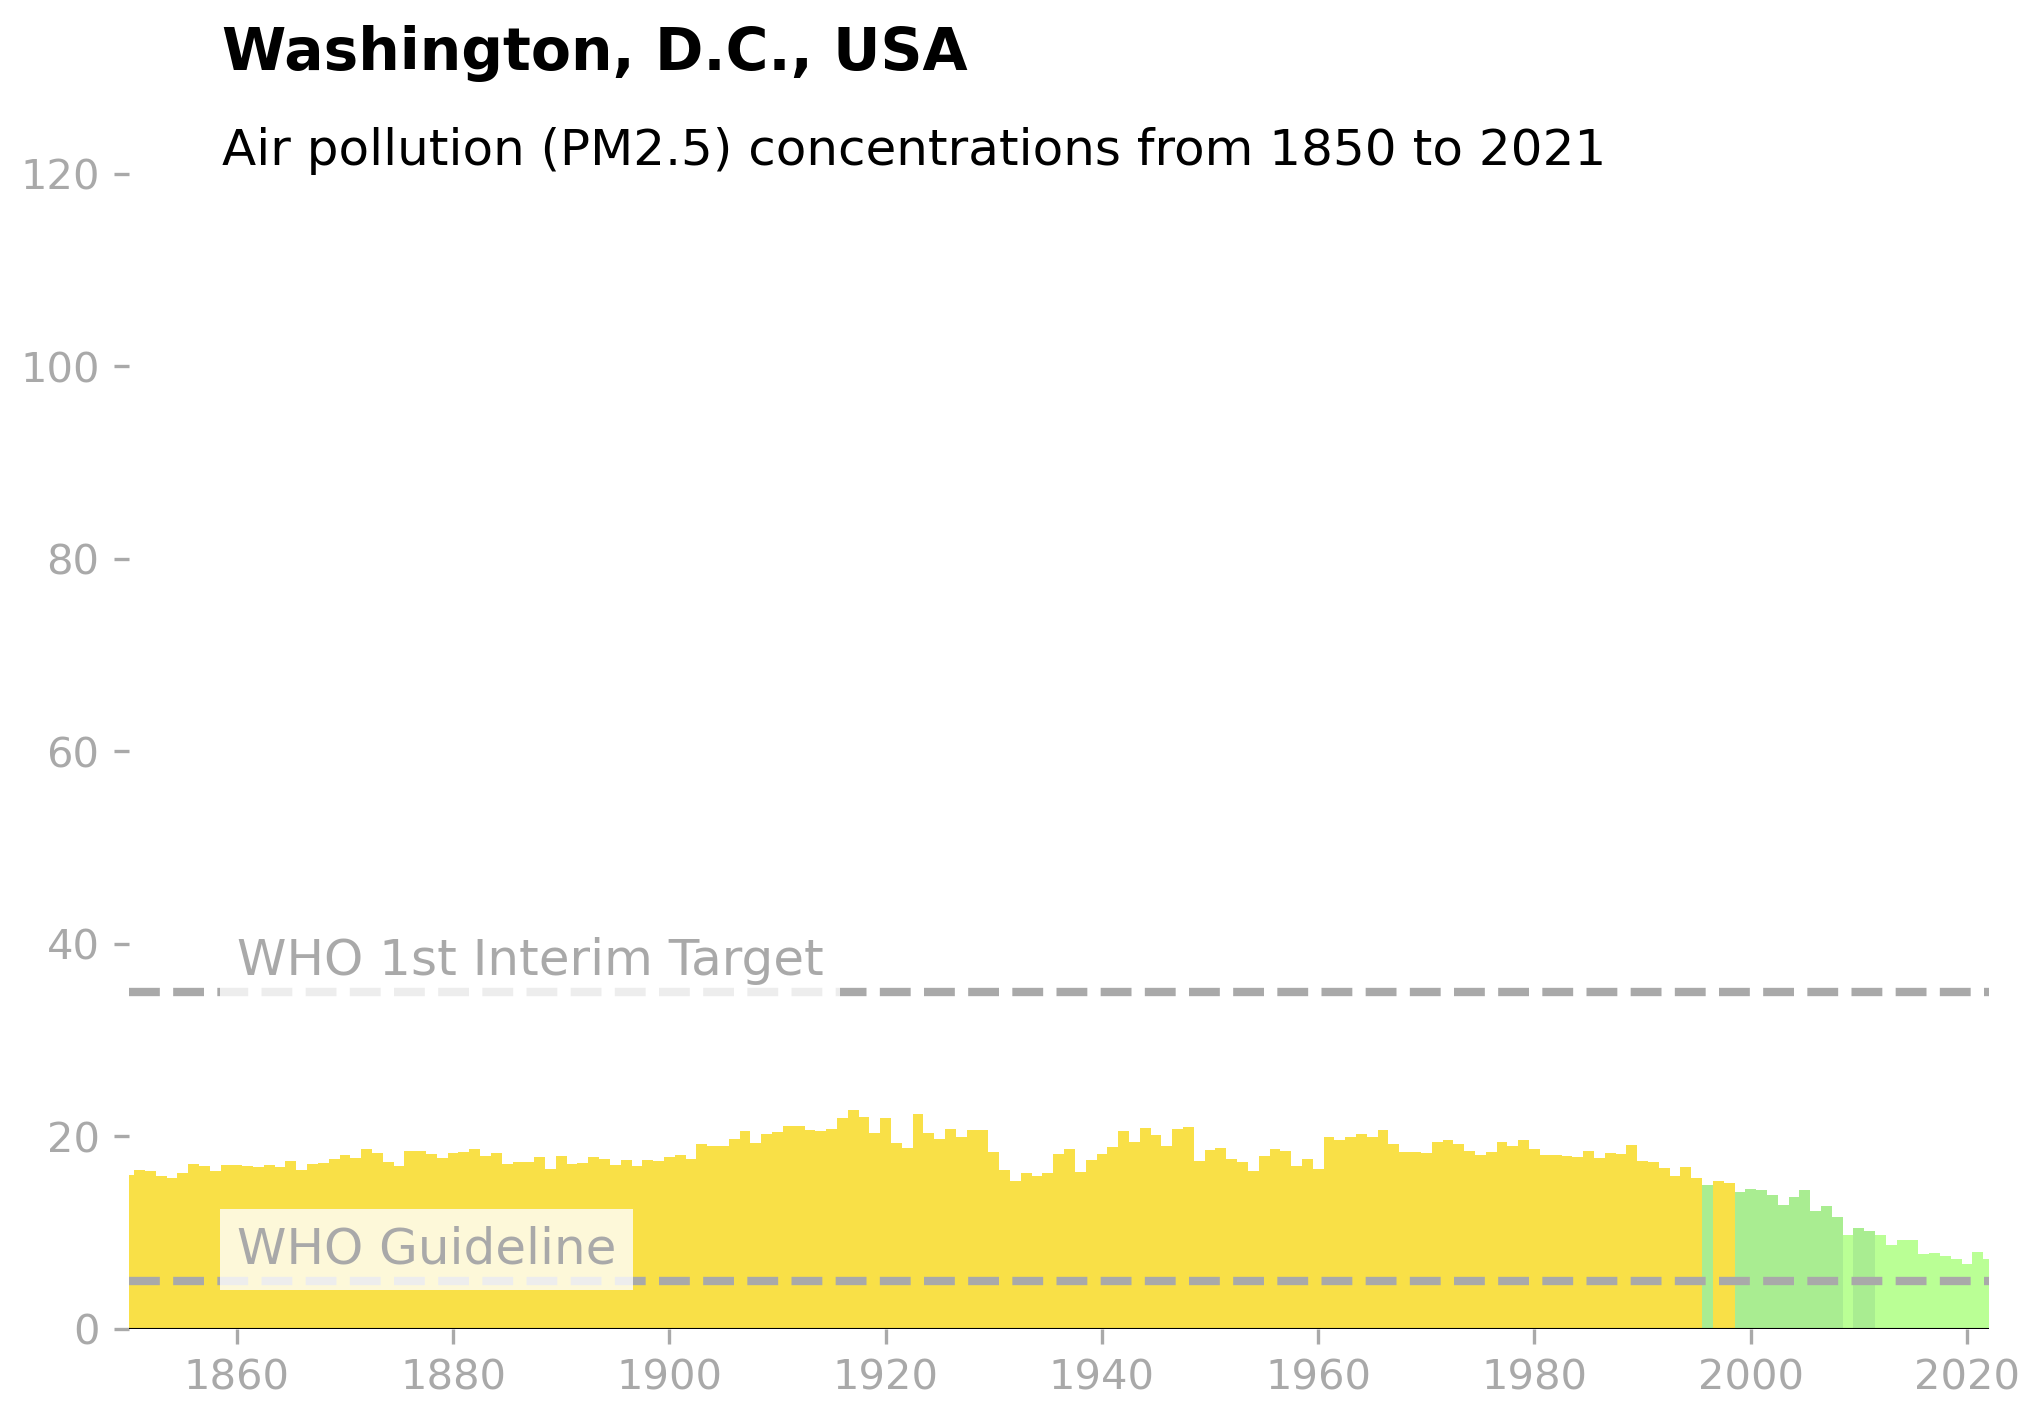 Washington, D.C., USA
Air pollution (PM2.5) concentrations from 1850 to 2021
120
100
80
60
40
WHO 1st Interim Target
20
WHO Guideline
0
1860 1880 1900 1920 1940 1960 1980 2000 2020